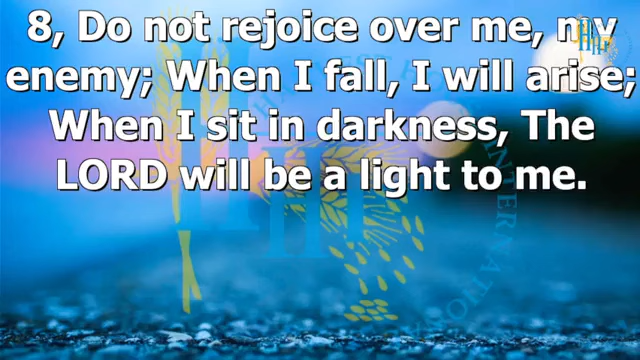 8, Do not rejoice over me, my
enemy; When I fall, I will arise;
When I sit in darkness, The
LORD will be a light to me.